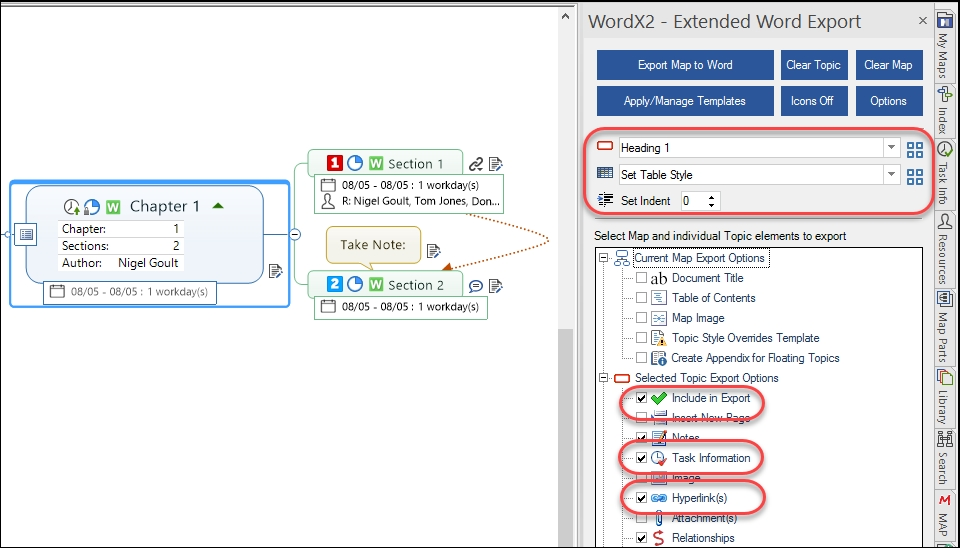 WordX2 - Extended Word Export
Export Map to Word
Clear Topic
Clear Map
Apply/Manage Templates
Icons Off
Options
Heading 1
Set Table Style
Set Indent
0
Select Map and individual Topic elements to export
Current Map Export Options
ab Document Title
Table of Contents
Map Image
Topic Style Overrides Template
Create Appendix for Floating Topics
Selected Topic Export Options
Include in Export
Insert New Page
Notes
Task Information
Image
Hyperlink(s)
Attachment(s)
Relationships
W Chapter 1
Chapter: 1
Sections: 2
Author: Nigel Goult
08/05 - 08/05 : 1 workday(s)
1 W Section 1
08/05 - 08/05 : 1 workday(s)
R: Nigel Goult, Tom Jones, Don...
Take Note:
2 W Section 2
08/05 - 08/05 : 1 workday(s)
My Maps
Index
Task Info
Resources
Map Parts
Library
Search
M
MAP